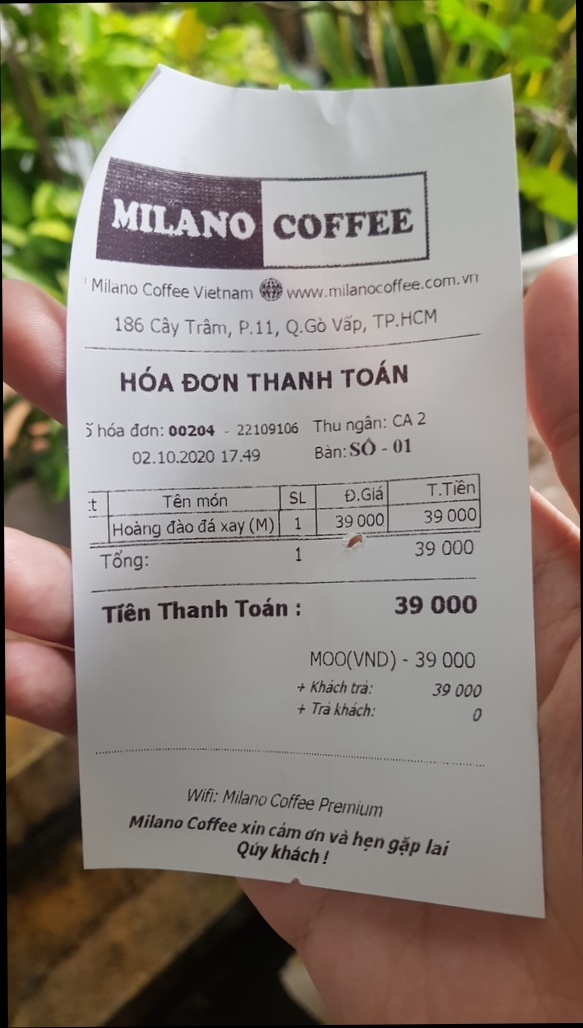 MILANO COFFEE
Milano Coffee Vietnam www.milanocoffee.com.vn
186 Cây Trâm, P.11, Q.Gò Vấp, TP.HCM
HÓA ĐƠN THANH TOÁN
ố hóa đơn: 00204 - 22109106 Thu ngân: CA 2
02.10.2020 17.49 Bàn: SỐ - 01
t Tên món SL Đ.Giá T.Tiền
Hoàng đào đá xay (M) 1 39 000 39 000
Tổng: 1 39 000
Tiền Thanh Toán : 39 000
MOO(VND) - 39 000
+ Khách trả: 39 000
+ Trả khách: 0
Wifi: Milano Coffee Premium
Milano Coffee xin cảm ơn và hẹn gặp lại
Qúy khách !